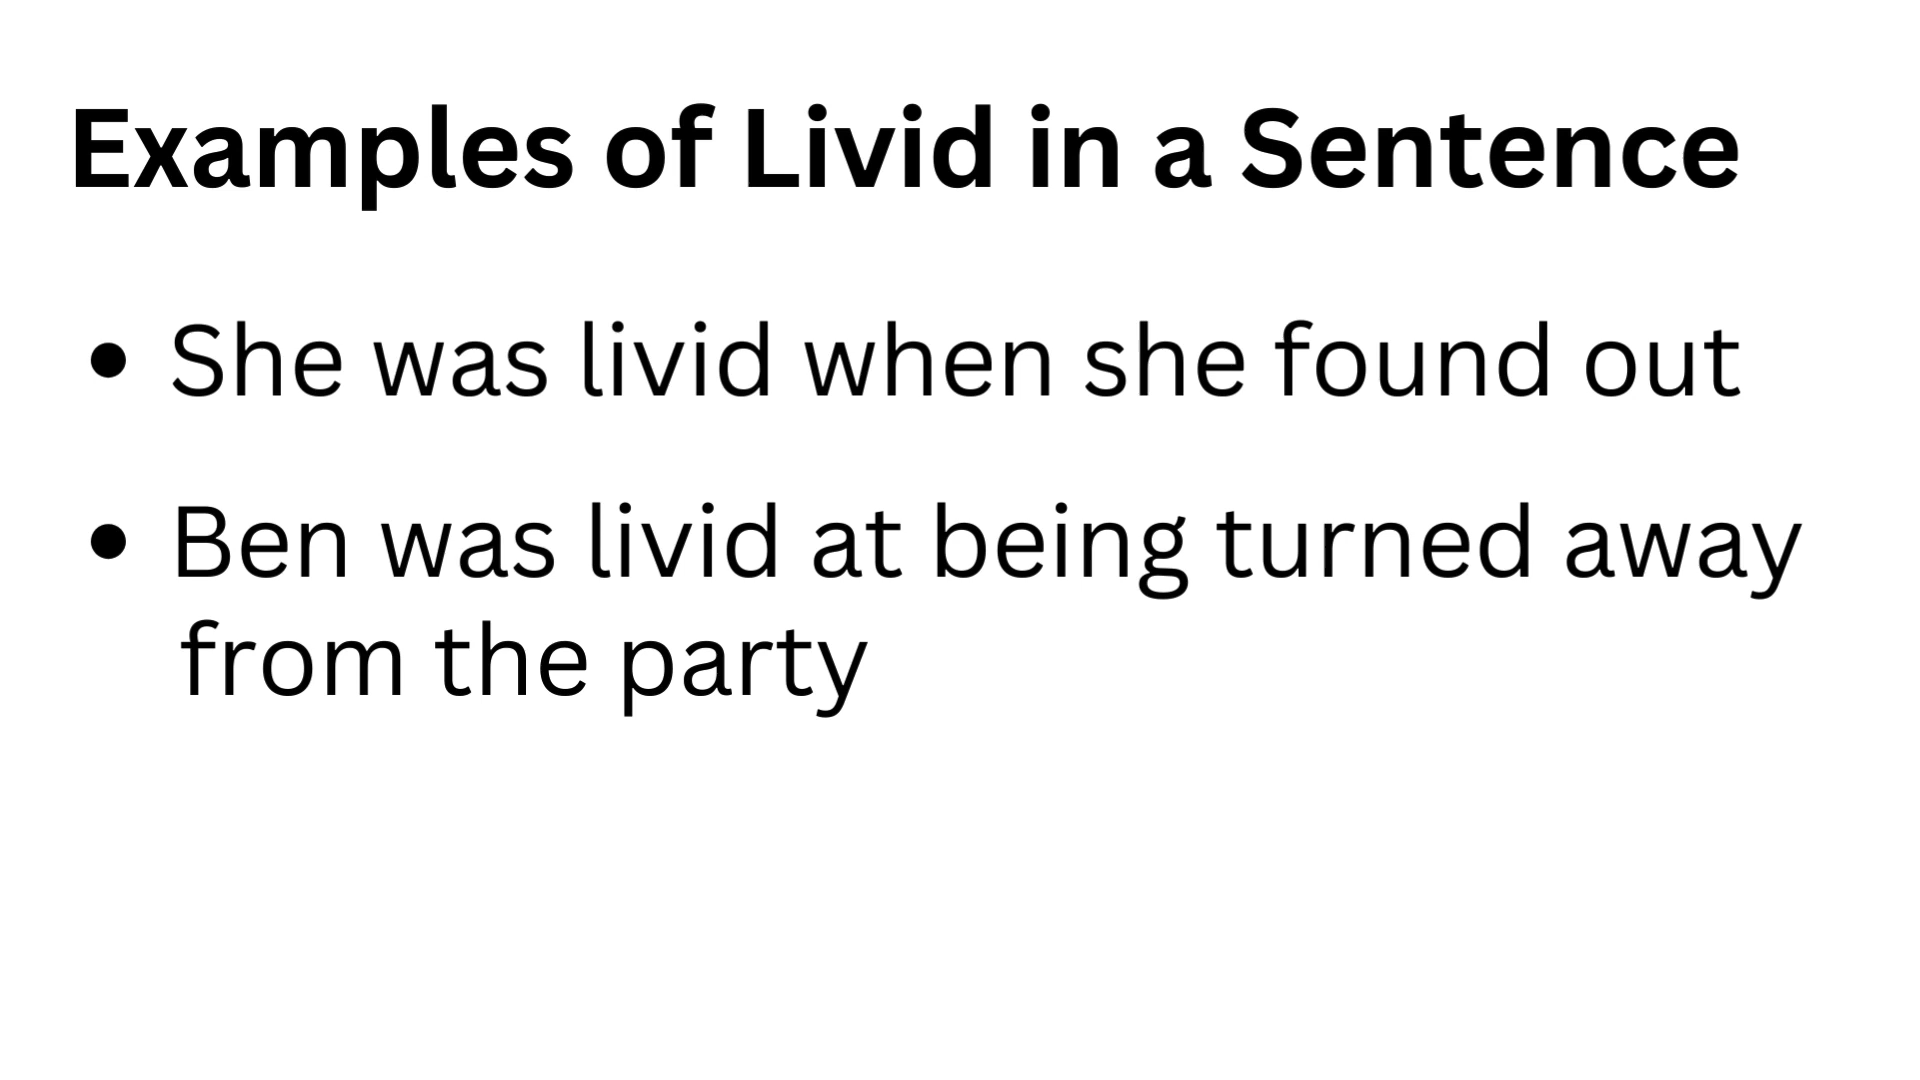 Examples of Livid in a Sentence
• She was livid when she found out
• Ben was livid at being turned away
from the party